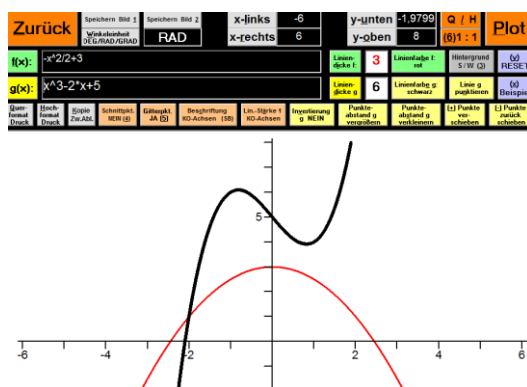 Zurück
Speichern Bild 1
Speichern Bild 2
Winkeleinheit
DEG/RAD/GRAD
RAD
x-links -6
x-rechts 6
y-unten -1,9799
y-oben 8
Q / H
(6)1 : 1
Plot
f(x): -x^2/2+3
Linien-
dicke f: 3
Linienfarbe f:
rot
Hintergrund
S / W (3)
(y)
RESET
g(x): x^3-2*x+5
Linien-
dicke g 6
Linienfarbe g:
schwarz
Linie g
punktieren
(x)
Beispie
Quer-
format
Druck
Hoch-
format
Druck
Kopie
Zw.Abl.
Schnittpkt.
NEIN (4)
Gitterpkt.
JA (5)
Beschriftung
KO-Achsen (SB)
Lin.-Stärke 1
KO-Achsen
Invertierung
g NEIN
Punkte-
abstand g
vergrößern
Punkte-
abstand g
verkleinern
(+) Punkte
ver-
schieben
(-) Punkte
zurück
schieben
5
-6 -4 -2 2 4 6